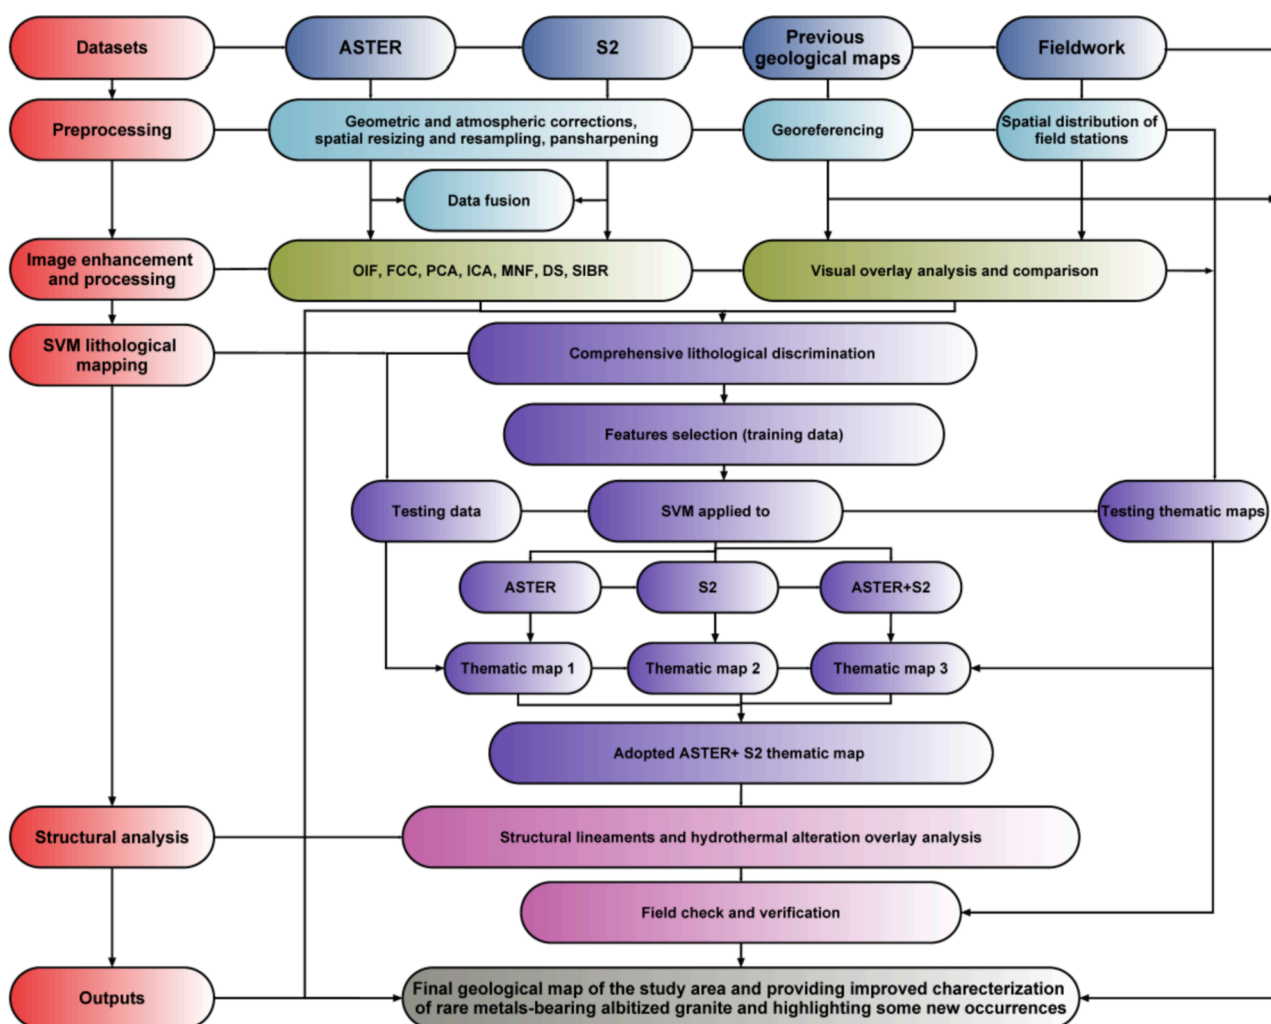 Datasets
ASTER
S2
Previous
geological maps
Fieldwork
Preprocessing
Geometric and atmospheric corrections,
spatial resizing and resampling, pansharpening
Georeferencing
Spatial distribution of
field stations
Data fusion
Image enhancement
and processing
OIF, FCC, PCA, ICA, MNF, DS, SIBR
Visual overlay analysis and comparison
SVM lithological
mapping
Comprehensive lithological discrimination
Features selection (training data)
Testing data
SVM applied to
Testing thematic maps
ASTER
S2
ASTER+S2
Thematic map 1
Thematic map 2
Thematic map 3
Adopted ASTER+ S2 thematic map
Structural analysis
Structural lineaments and hydrothermal alteration overlay analysis
Field check and verification
Outputs
Final geological map of the study area and providing improved charecterization
of rare metals-bearing albitized granite and highlighting some new occurrences